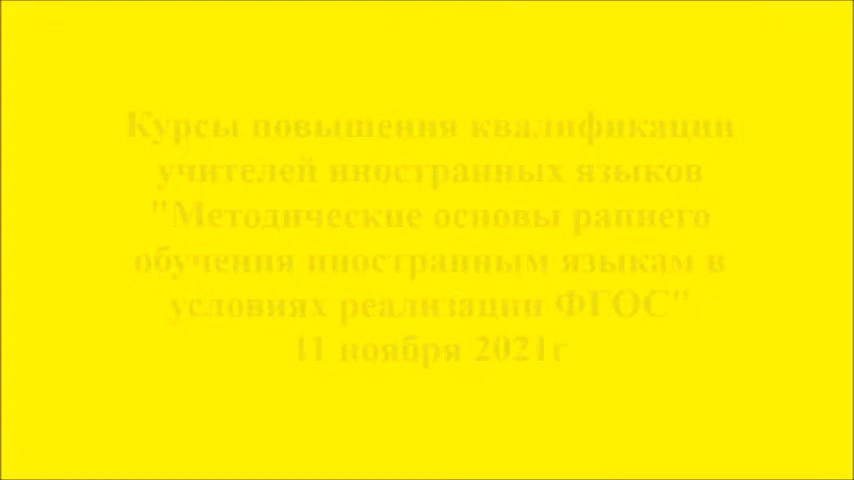 Курсы повышения квалификации
учителей иностранных языков
"Методические основы раннего
обучения иностранным языкам в
условиях реализации ФГОС"
11 ноября 2021г